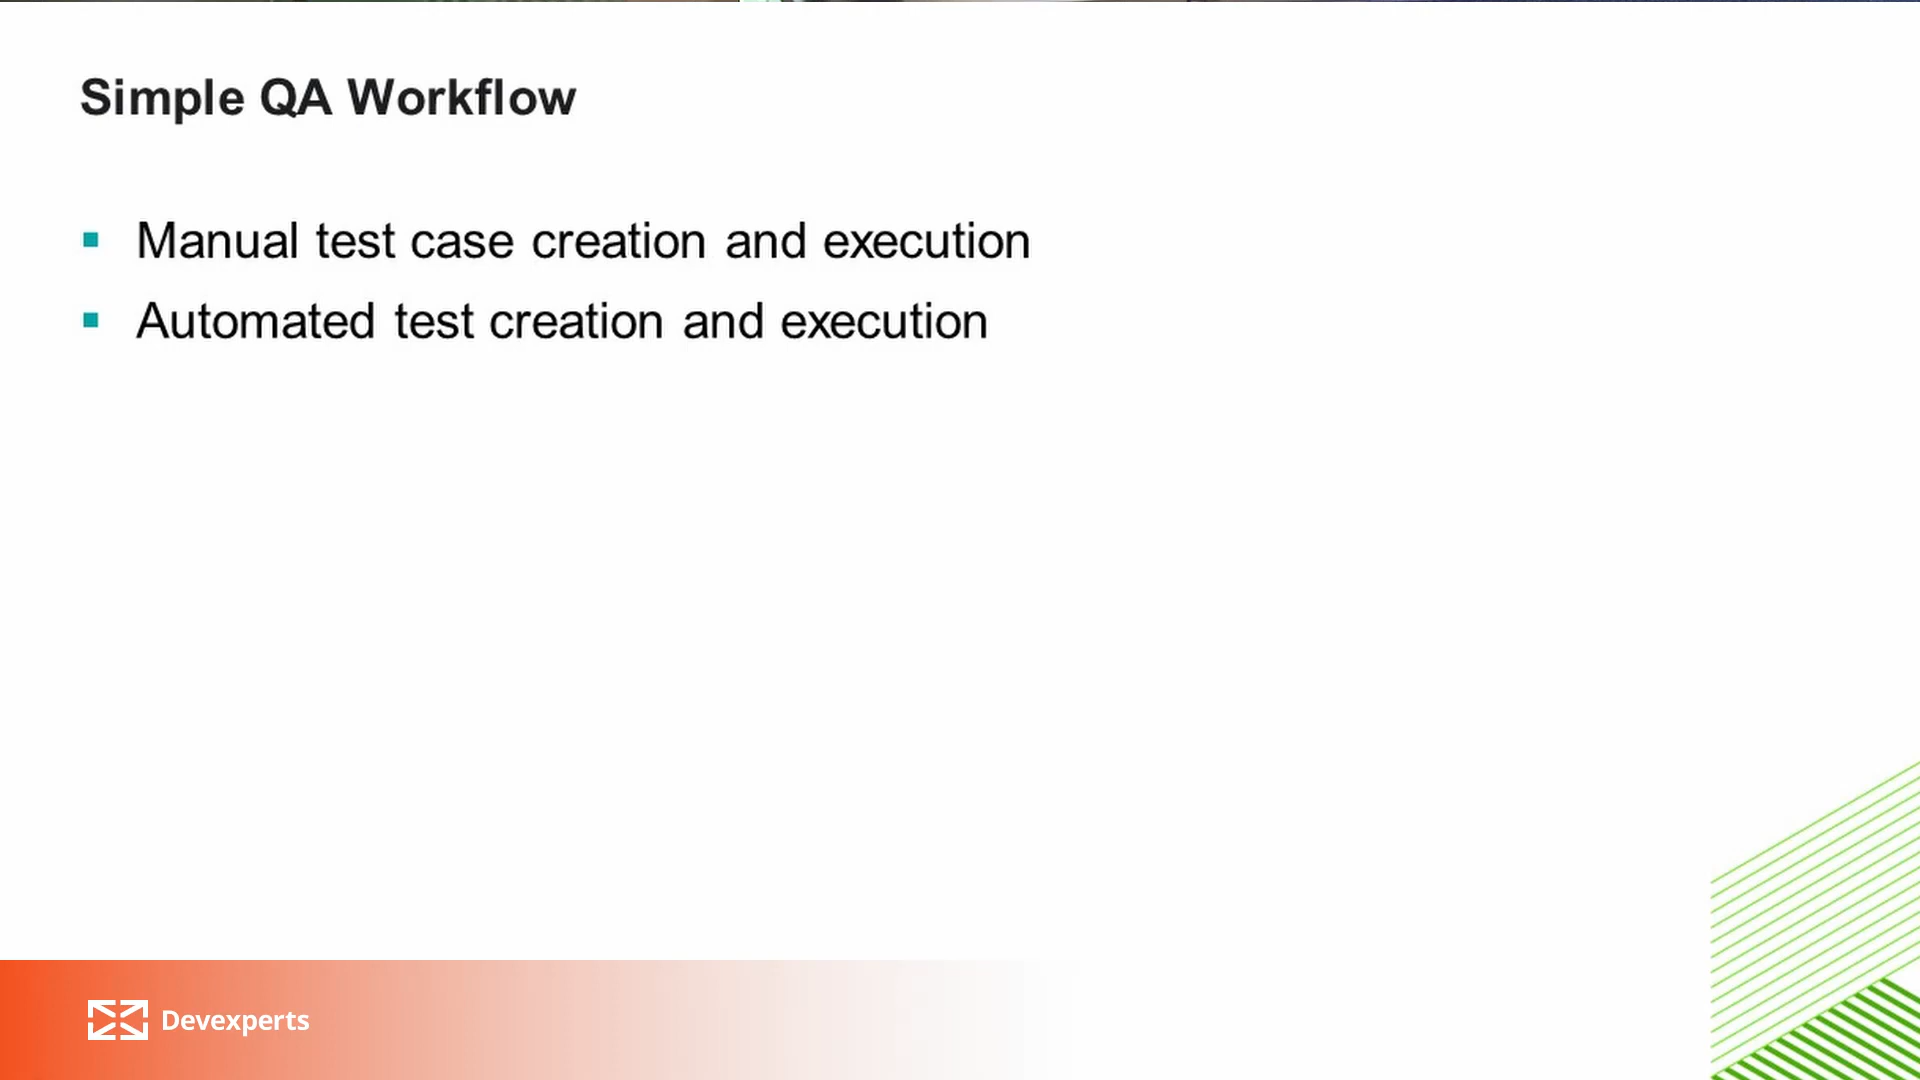 Simple QA Workflow
Manual test case creation and execution
Automated test creation and execution
Devexperts